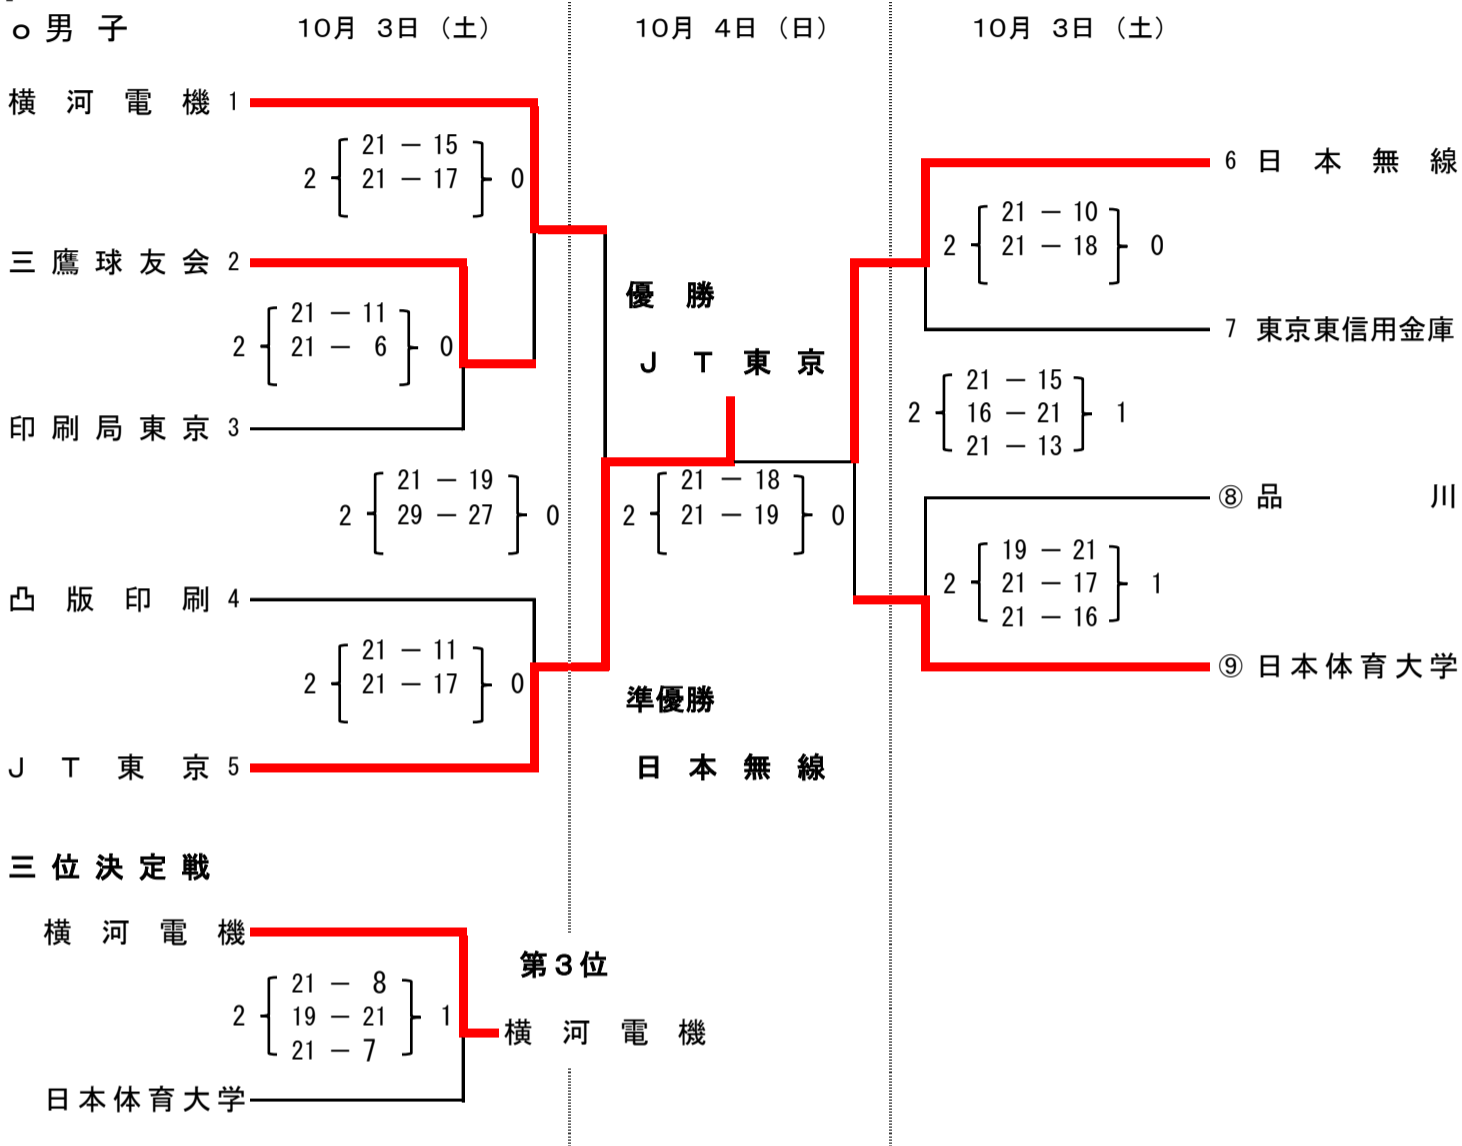 o 男 子 10月 3日 (土) 10月 4日 (日) 10月 3日 (土)
横 河 電 機 1
21 - 15
2 21 - 17 0
6 日 本 無 線
21 - 10
2 21 - 18 0
三 鷹 球 友 会 2
優 勝
21 - 11
2 21 - 6 0
7 東京東信用金庫
J T 東 京
21 - 15
2 16 - 21 1
21 - 13
印 刷 局 東 京 3
21 - 19
2 29 - 27 0
21 - 18
2 21 - 19 0
⑧ 品 川
19 - 21
2 21 - 17 1
21 - 16
凸 版 印 刷 4
21 - 11
2 21 - 17 0
⑨ 日本体育大学
準優勝
J T 東 京 5
日 本 無 線
三 位 決 定 戦
横 河 電 機
第3位
21 - 8
2 19 - 21 1
21 - 7
横 河 電 機
日本体育大学